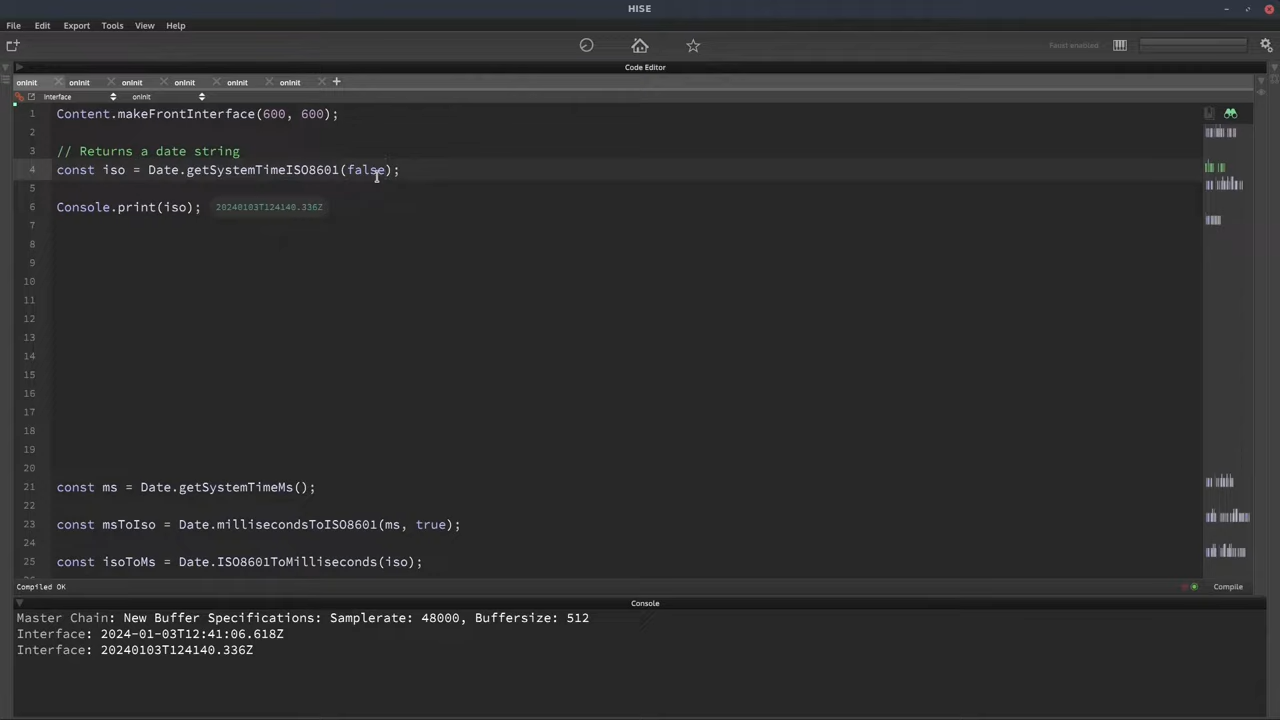 HISE
File Edit Export Tools View Help
Faust enabled
Code Editor
onInit onInit onInit onInit onInit onInit
Interface onInit
1 Content.makeFrontInterface(600, 600);
2
3 // Returns a date string
4 const iso = Date.getSystemTimeISO8601(false);
5
6 Console.print(iso); 20240103T124140.336Z
7
8
9
10
11
12
13
14
15
16
17
18
19
20
21 const ms = Date.getSystemTimeMs();
22
23 const msToIso = Date.millisecondsToISO8601(ms, true);
24
25 const isoToMs = Date.ISO8601ToMilliseconds(iso);
Compiled OK Compile
Console
Master Chain: New Buffer Specifications: Samplerate: 48000, Buffersize: 512
Interface: 2024-01-03T12:41:06.618Z
Interface: 20240103T124140.336Z